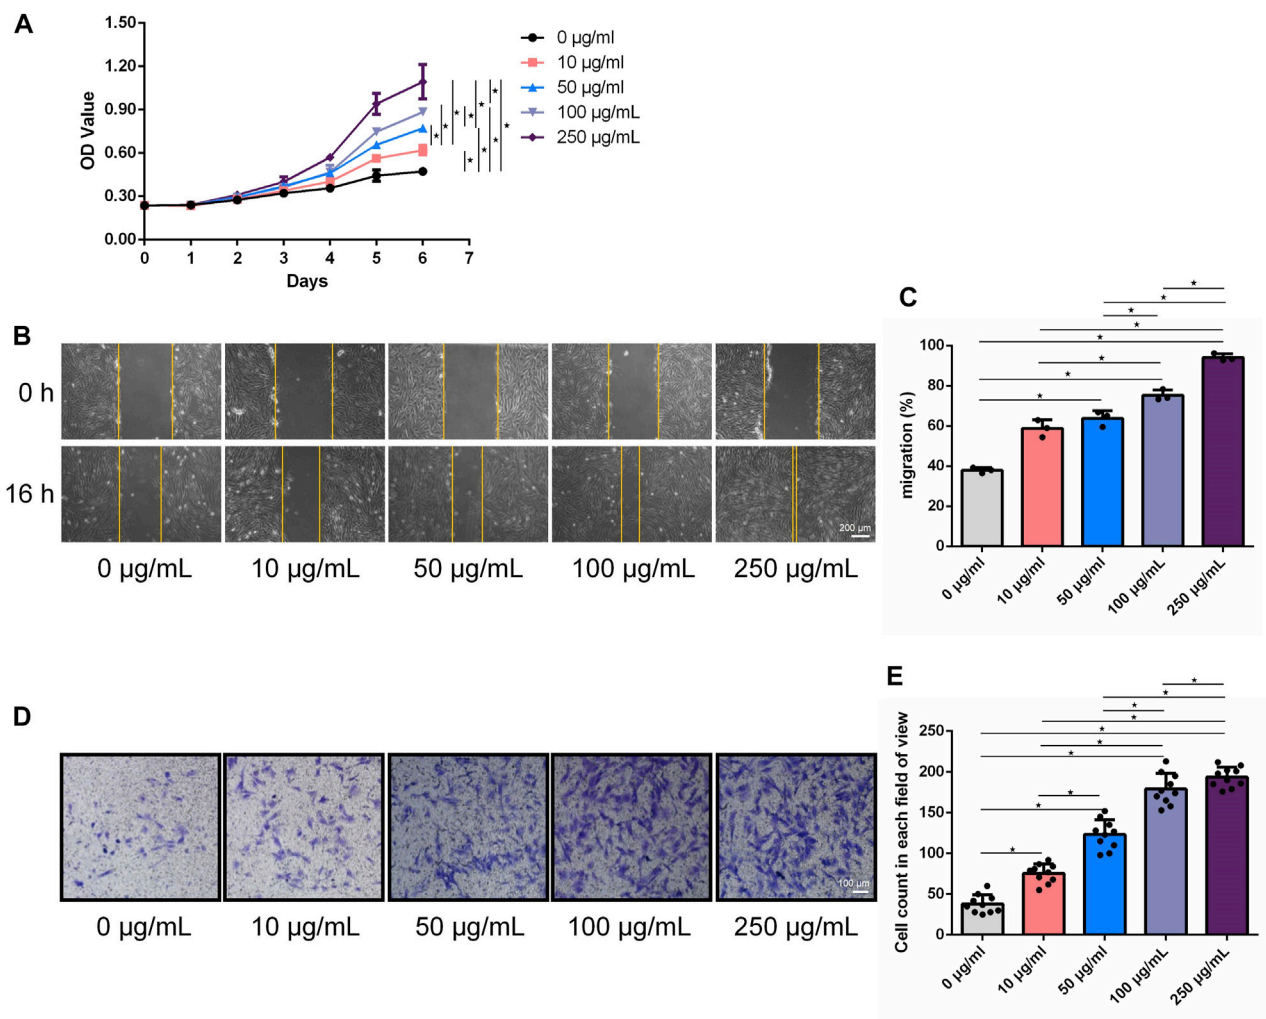 A
1.50
1.20
0.90
0.60
0.30
0.00
OD Value
0 1 2 3 4 5 6 7
Days
0 µg/ml
10 µg/ml
50 µg/ml
100 µg/mL
250 µg/mL
B
0 h
16 h
200 µm
0 µg/mL 10 µg/mL 50 µg/mL 100 µg/mL 250 µg/mL
C
100
80
60
40
20
0
migration (%)
0 µg/ml 10 µg/ml 50 µg/ml 100 µg/mL 250 µg/mL
D
100 µm
0 µg/mL 10 µg/mL 50 µg/mL 100 µg/mL 250 µg/mL
E
250
200
150
100
50
0
Cell count in each field of view
0 µg/ml 10 µg/ml 50 µg/ml 100 µg/mL 250 µg/mL